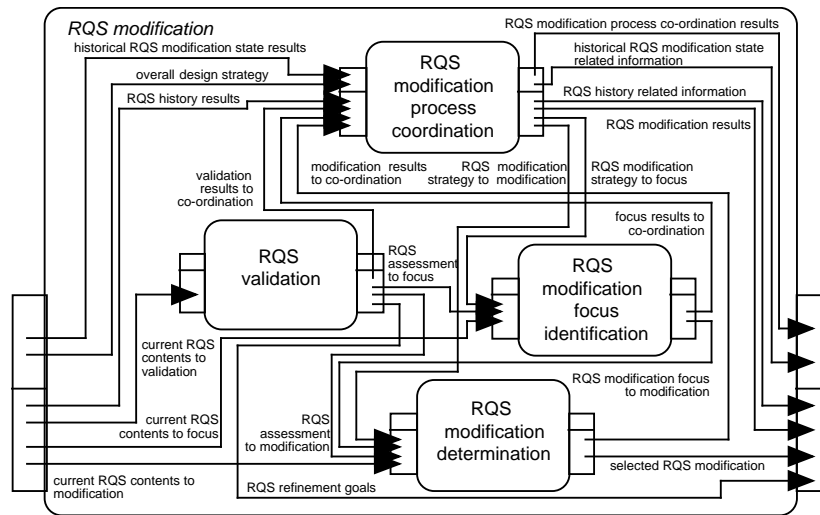 RQS modification
historical RQS modification state results
overall design strategy
RQS history results
RQS
modification
process
coordination
RQS modification process co-ordination results
historical RQS modification state
related information
RQS history related information
RQS modification results
validation
results to
co-ordination
modification results
to co-ordination
RQS modification
strategy to modification
RQS modification
strategy to focus
focus results to
co-ordination
RQS
validation
RQS
assessment
to focus
RQS
modification
focus
identification
current RQS
contents to
validation
current RQS
contents to focus
RQS
assessment
to modification
RQS modification focus
to modification
RQS
modification
determination
current RQS contents to
modification
RQS refinement goals
selected RQS modification